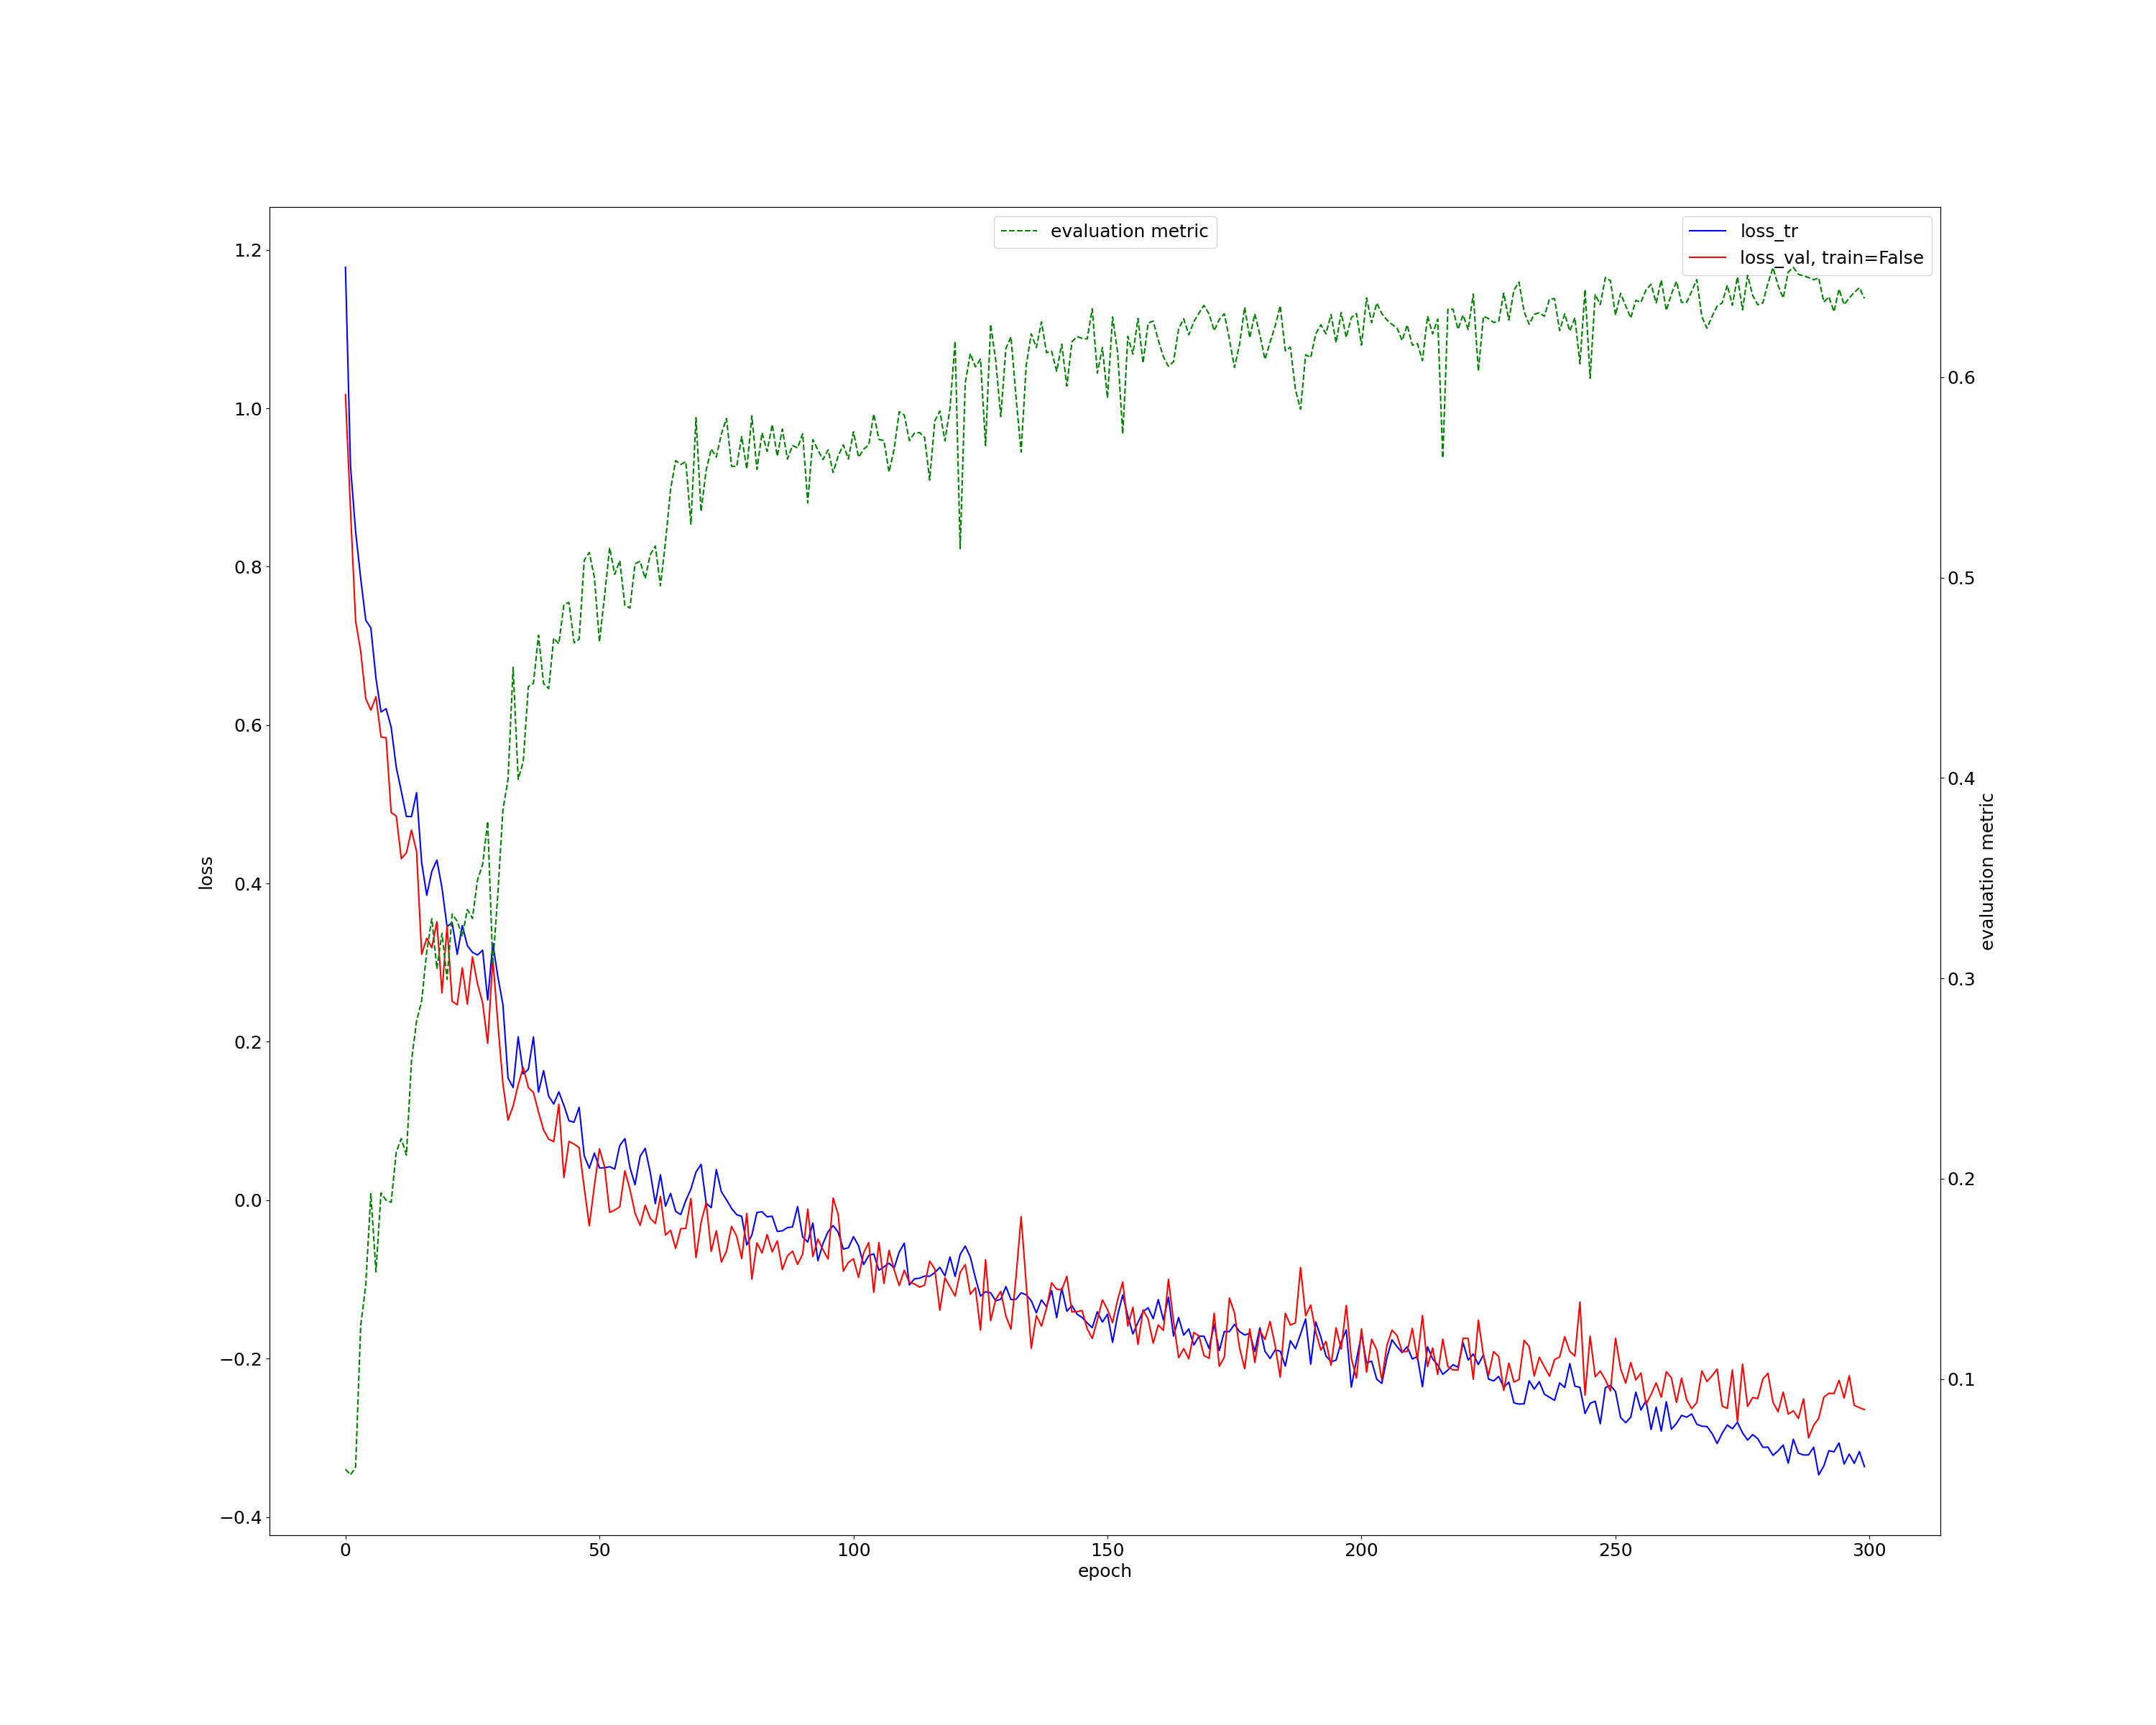 evaluation metric
loss_tr
loss_val, train=False
1.2
1.0
0.8
0.6
0.4
0.2
0.0
−0.2
−0.4
loss
0.6
0.5
0.4
0.3
0.2
0.1
evaluation metric
0 50 100 150 200 250 300
epoch